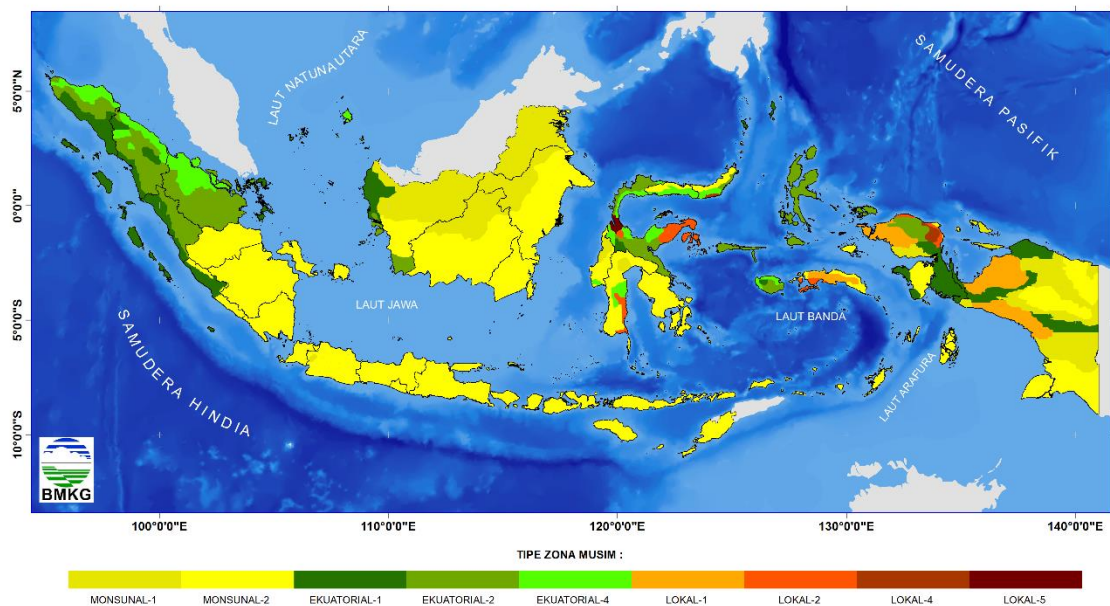 LAUT NATUNA UTARA
SAMUDERA PASIFIK
5°0'0"N
0°0'0"
5°0'0"S
10°0'0"S
LAUT JAWA
LAUT BANDA
SAMUDERA HINDIA
LAUT ARAFURA
BMKG
100°0'0"E 110°0'0"E 120°0'0"E 130°0'0"E 140°0'0"E
TIPE ZONA MUSIM :
MONSUNAL-1 MONSUNAL-2 EKUATORIAL-1 EKUATORIAL-2 EKUATORIAL-4 LOKAL-1 LOKAL-2 LOKAL-4 LOKAL-5